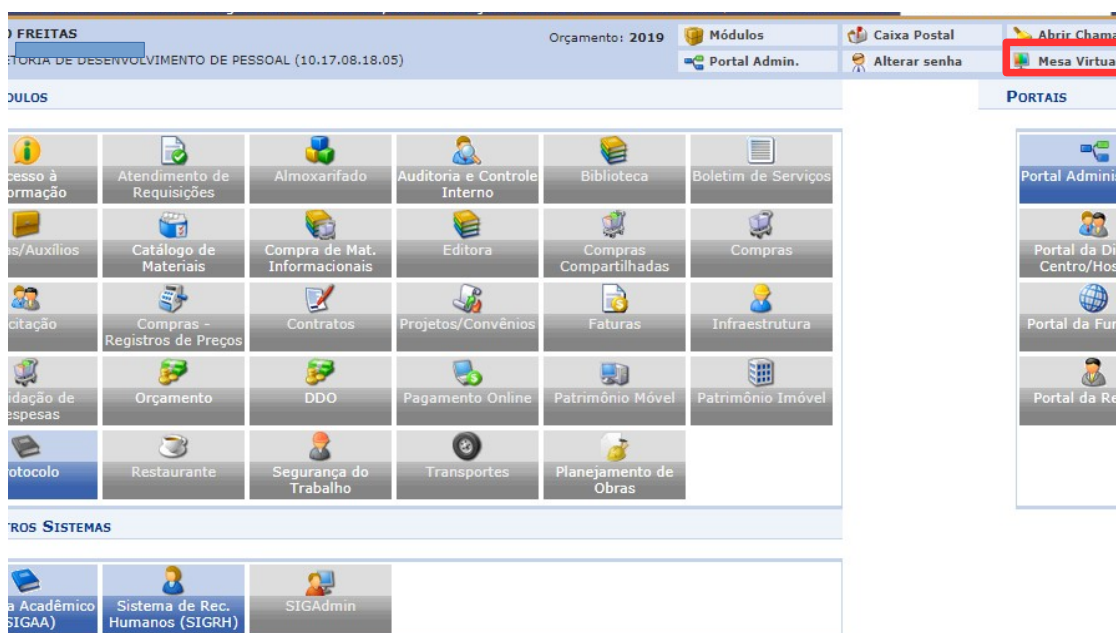 FREITAS
Orçamento: 2019
Módulos
Caixa Postal
Abrir Chama
ETORIA DE DESENVOLVIMENTO DE PESSOAL (10.17.08.18.05)
Portal Admin.
Alterar senha
Mesa Virtua
DULOS
PORTAIS
cesso à
ormação
Atendimento de
Requisições
Almoxarifado
Auditoria e Controle
Interno
Biblioteca
Boletim de Serviços
Portal Adminis
as/Auxílios
Catálogo de
Materiais
Compra de Mat.
Informacionais
Editora
Compras
Compartilhadas
Compras
Portal da Di
Centro/Hos
citação
Compras -
Registros de Preços
Contratos
Projetos/Convênios
Faturas
Infraestrutura
Portal da Fu
idação de
espesas
Orçamento
DDO
Pagamento Online
Patrimônio Móvel
Patrimônio Imóvel
Portal da Re
otocolo
Restaurante
Segurança do
Trabalho
Transportes
Planejamento de
Obras
TROS SISTEMAS
a Acadêmico
SIGAA)
Sistema de Rec.
Humanos (SIGRH)
SIGAdmin